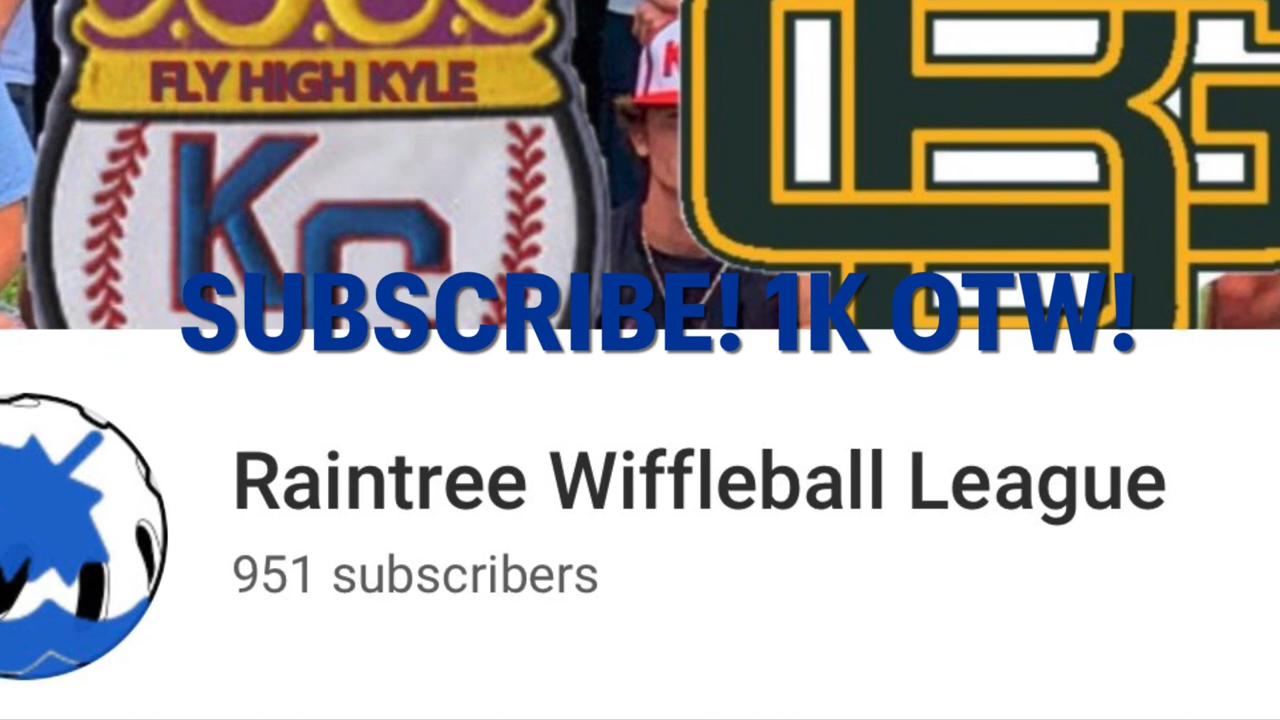 FLY HIGH KYLE
KC
SUBSCRIBE! 1K OTW!
Raintree Wiffleball League
951 subscribers